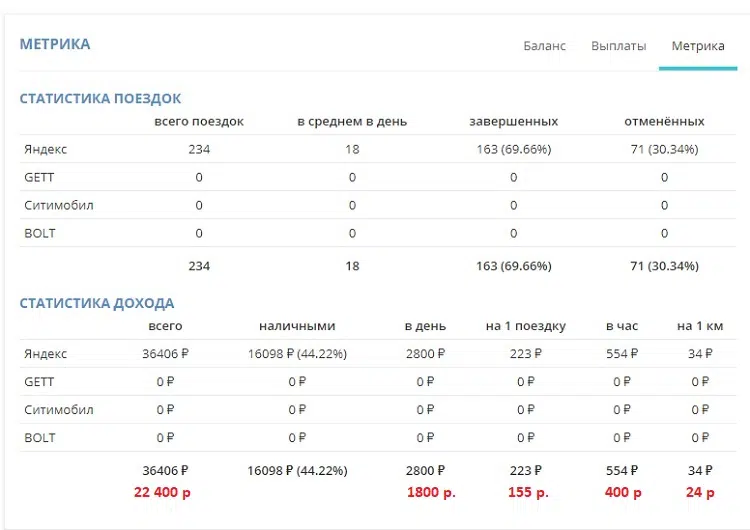 МЕТРИКА Баланс Выплаты Метрика
СТАТИСТИКА ПОЕЗДОК
всего поездок в среднем в день завершенных отменённых
Яндекс 234 18 163 (69.66%) 71 (30.34%)
GETT 0 0 0 0
Ситимобил 0 0 0 0
BOLT 0 0 0 0
234 18 163 (69.66%) 71 (30.34%)
СТАТИСТИКА ДОХОДА
всего наличными в день на 1 поездку в час на 1 км
Яндекс 36406 ₽ 16098 ₽ (44.22%) 2800 ₽ 223 ₽ 554 ₽ 34 ₽
GETT 0 ₽ 0 ₽ 0 ₽ 0 ₽ 0 ₽ 0 ₽
Ситимобил 0 ₽ 0 ₽ 0 ₽ 0 ₽ 0 ₽ 0 ₽
BOLT 0 ₽ 0 ₽ 0 ₽ 0 ₽ 0 ₽ 0 ₽
36406 ₽ 16098 ₽ (44.22%) 2800 ₽ 223 ₽ 554 ₽ 34 ₽
22 400 р 1800 р. 155 р. 400 р 24 р